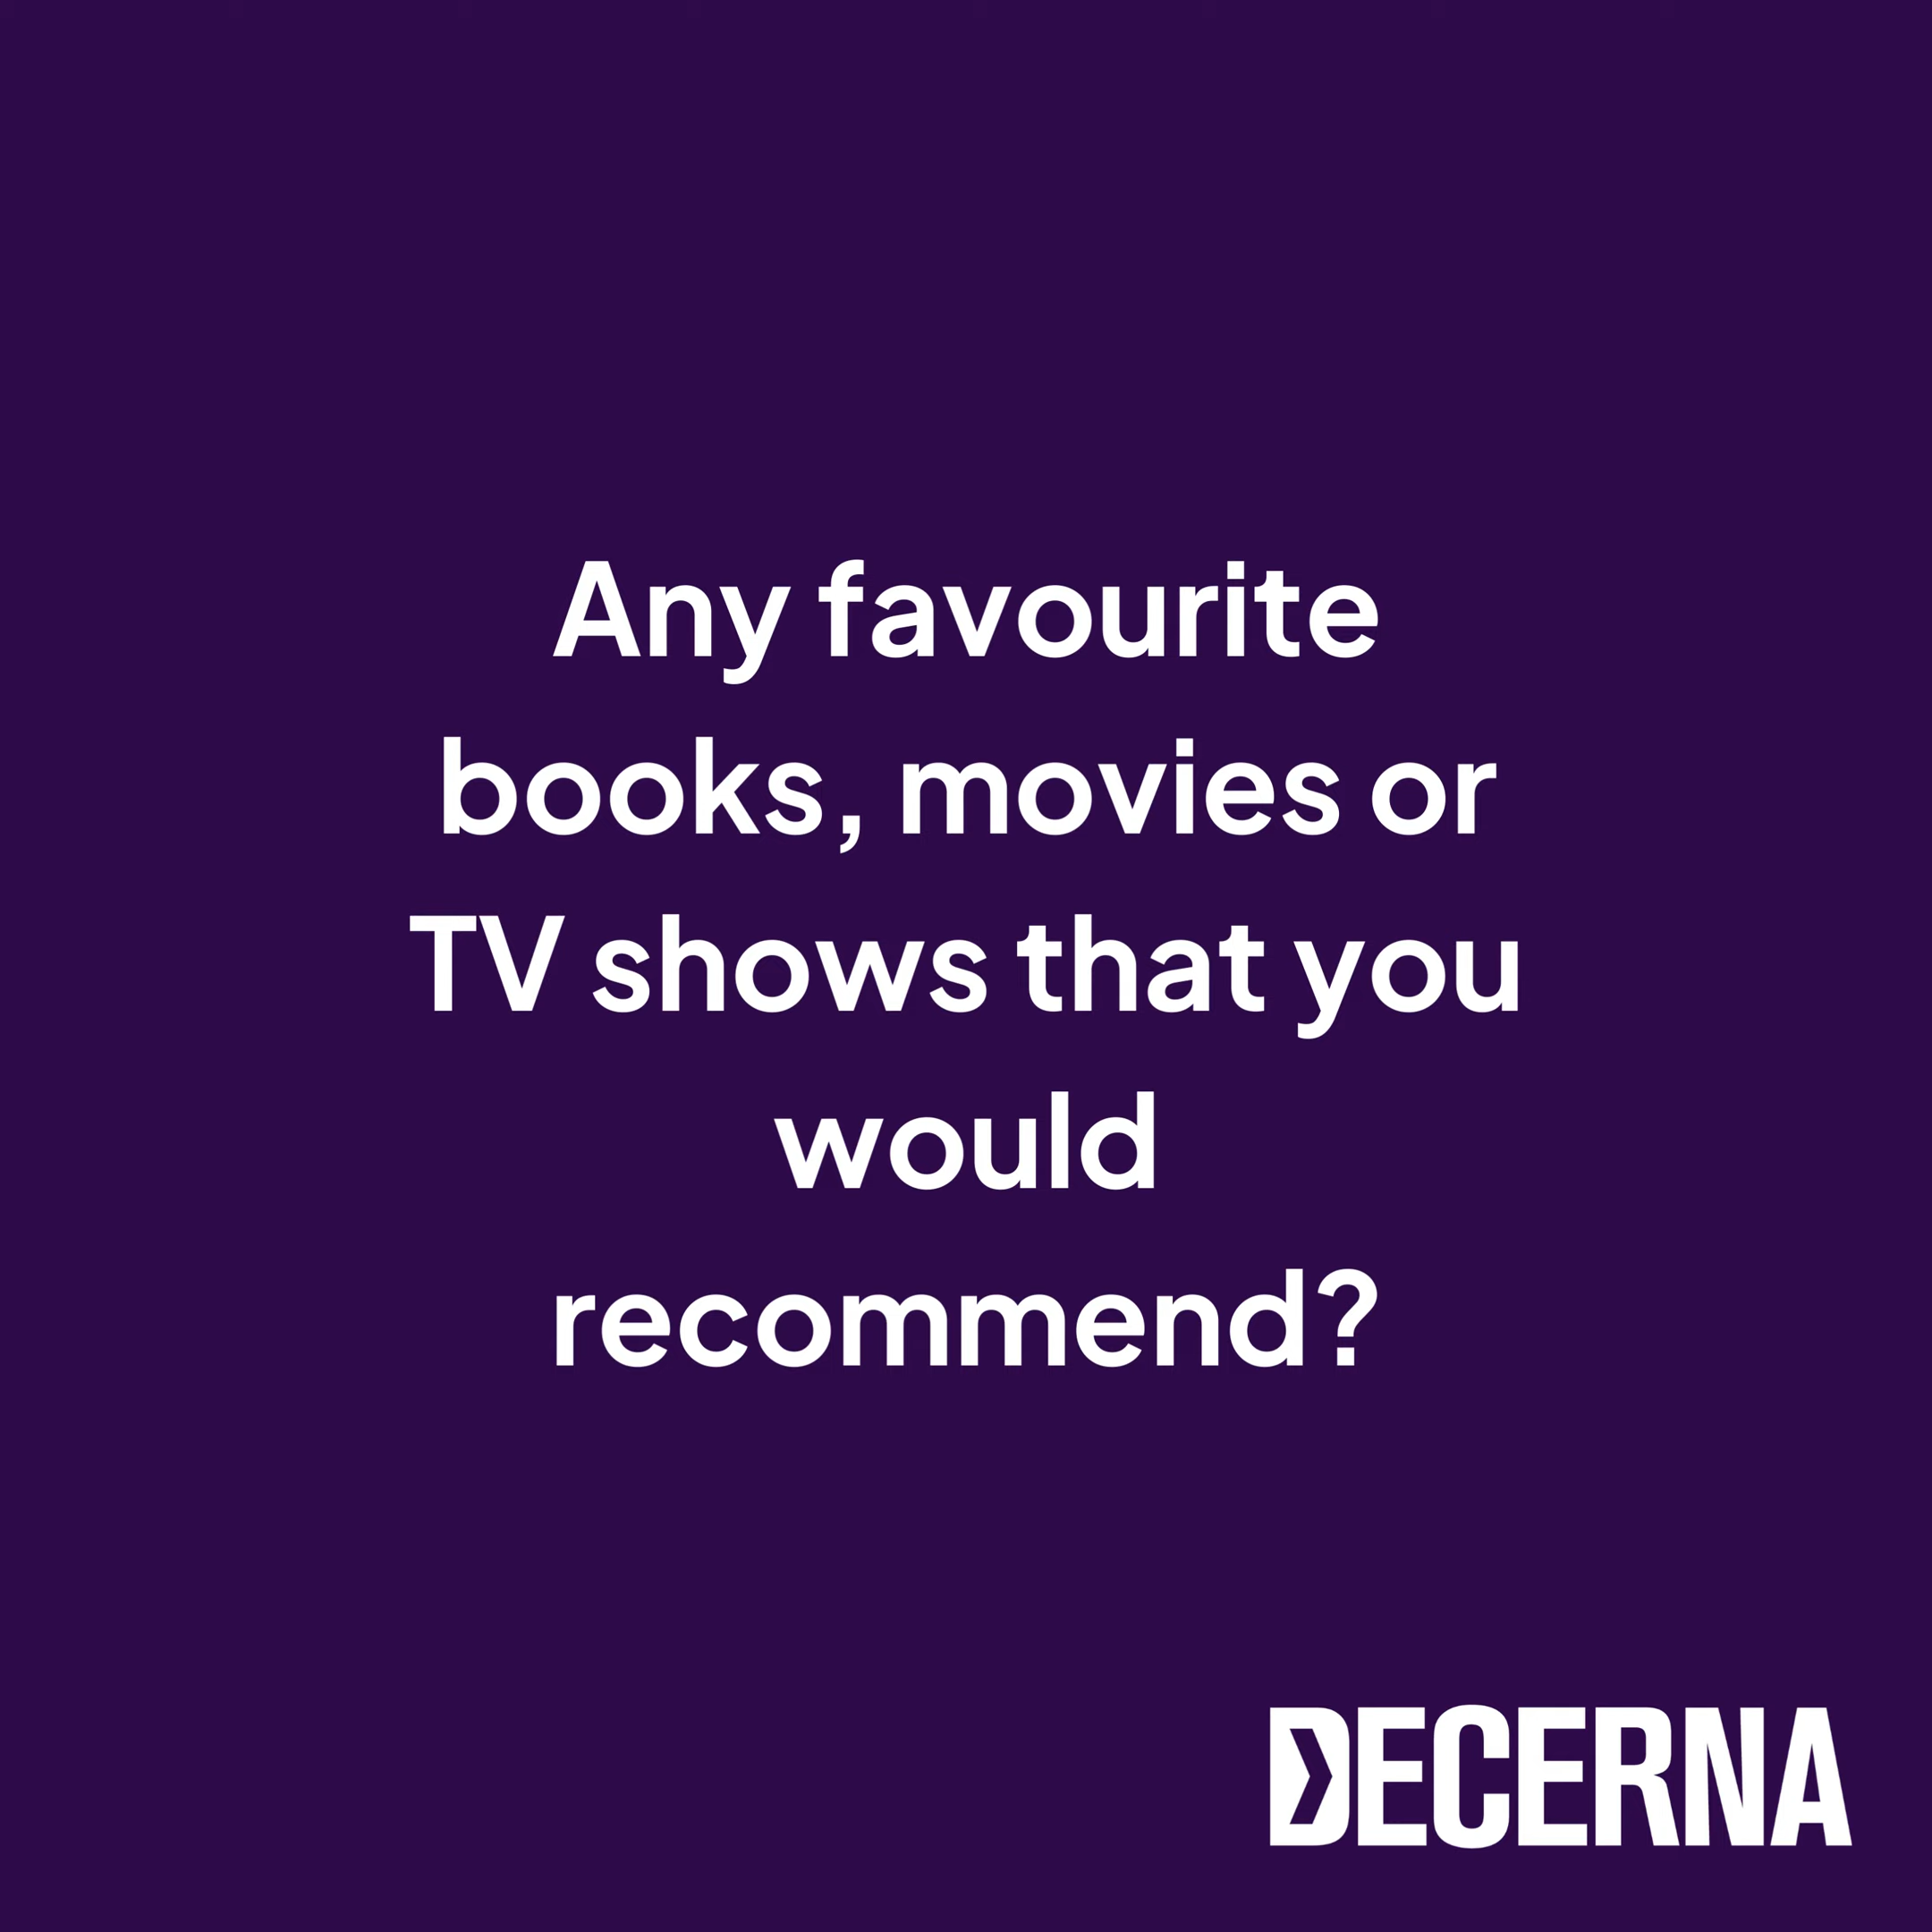 Any favourite
books, movies or
TV shows that you
would
recommend?
DECERNA